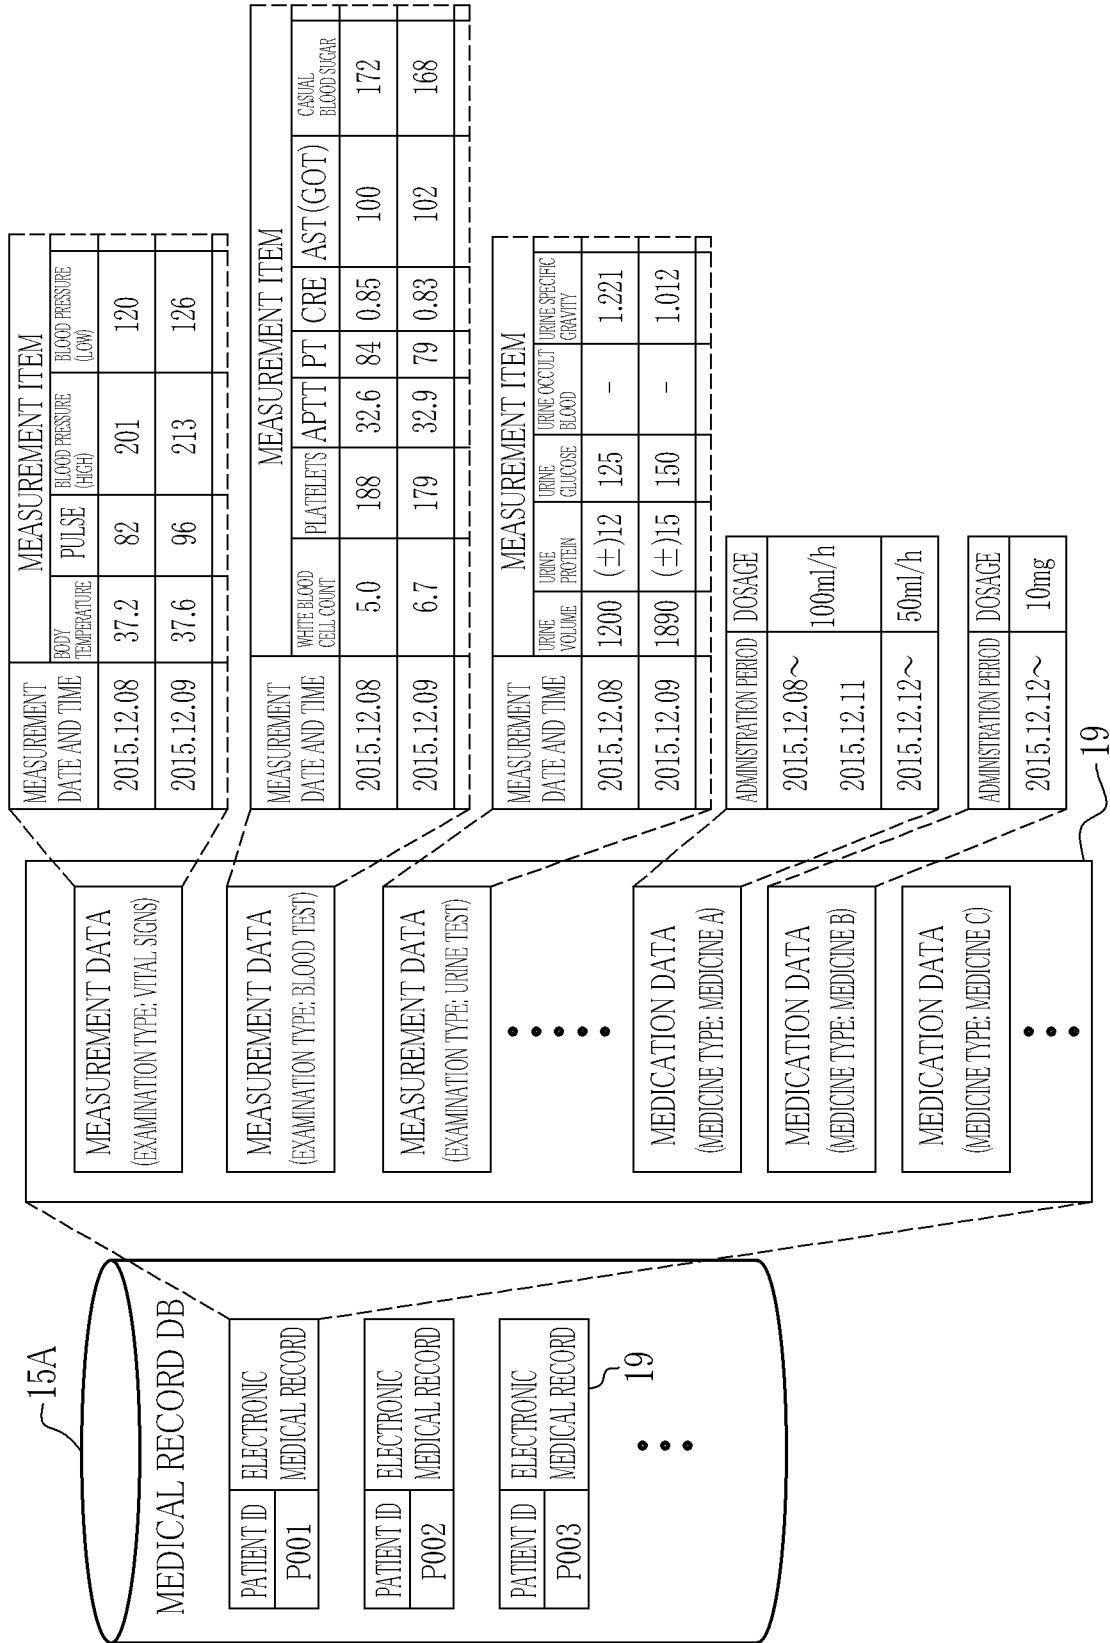 15A
MEDICAL RECORD DB
PATIENT ID
P001
ELECTRONIC
MEDICAL RECORD
PATIENT ID
P002
ELECTRONIC
MEDICAL RECORD
PATIENT ID
P003
ELECTRONIC
MEDICAL RECORD
19
MEASUREMENT DATA
(EXAMINATION TYPE: VITAL SIGNS)
MEASUREMENT DATA
(EXAMINATION TYPE: BLOOD TEST)
MEASUREMENT DATA
(EXAMINATION TYPE: URINE TEST)
MEDICATION DATA
(MEDICINE TYPE: MEDICINE A)
MEDICATION DATA
(MEDICINE TYPE: MEDICINE B)
MEDICATION DATA
(MEDICINE TYPE: MEDICINE C)
19
MEASUREMENT
DATE AND TIME
MEASUREMENT ITEM
BODY
TEMPERATURE
PULSE
BLOOD PRESSURE
(HIGH)
BLOOD PRESSURE
(LOW)
2015.12.08 37.2 82 201 120
2015.12.09 37.6 96 213 126
MEASUREMENT
DATE AND TIME
MEASUREMENT ITEM
WHITE BLOOD
CELL COUNT
PLATELETS APTT PT CRE AST(GOT)
CASUAL
BLOOD SUGAR
2015.12.08 5.0 188 32.6 84 0.85 100 172
2015.12.09 6.7 179 32.9 79 0.83 102 168
MEASUREMENT
DATE AND TIME
MEASUREMENT ITEM
URINE
VOLUME
URINE
PROTEIN
URINE
GLUCOSE
URINE OCCULT
BLOOD
URINE SPECIFIC
GRAVITY
2015.12.08 1200 (±)12 125 - 1.221
2015.12.09 1890 (±)15 150 - 1.012
ADMINISTRATION PERIOD DOSAGE
2015.12.08~
2015.12.11
100ml/h
2015.12.12~ 50ml/h
ADMINISTRATION PERIOD DOSAGE
2015.12.12~ 10mg